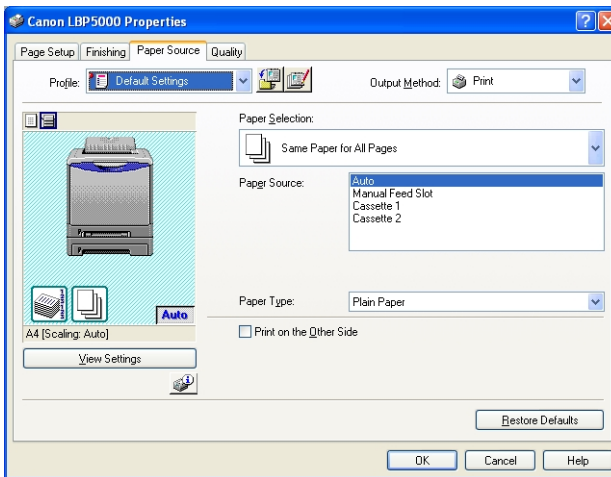 Canon LBP5000 Properties
Page Setup Finishing Paper Source Quality
Profile: Default Settings Output Method: Print
Paper Selection:
Same Paper for All Pages
Paper Source: Auto
Manual Feed Slot
Cassette 1
Cassette 2
Auto
Paper Type: Plain Paper
A4 [Scaling: Auto]
Print on the Other Side
View Settings
Restore Defaults
OK Cancel Help